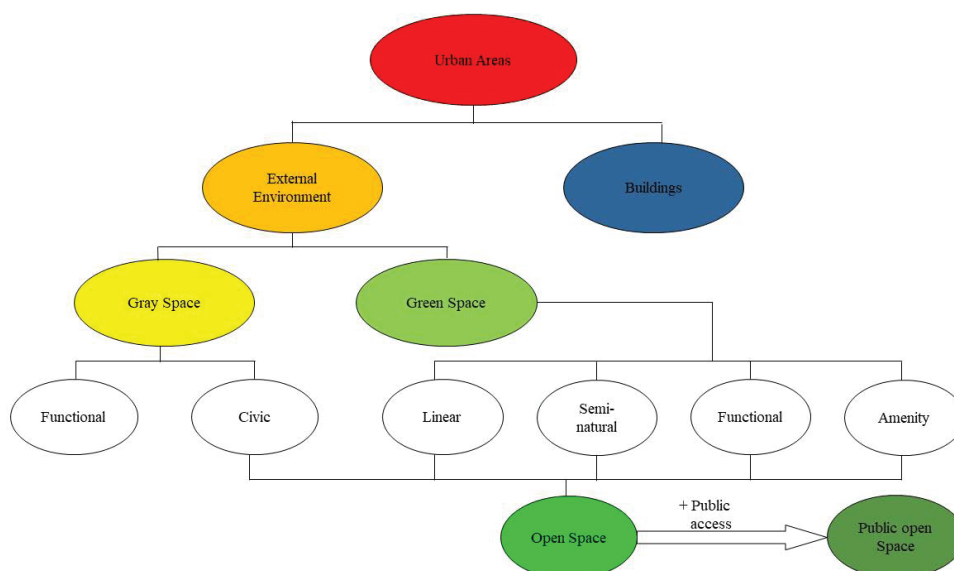 Urban Areas
External
Environment
Buildings
Gray Space
Green Space
Functional
Civic
Linear
Semi-
natural
Functional
Amenity
+ Public
access
Open Space
Public open
Space